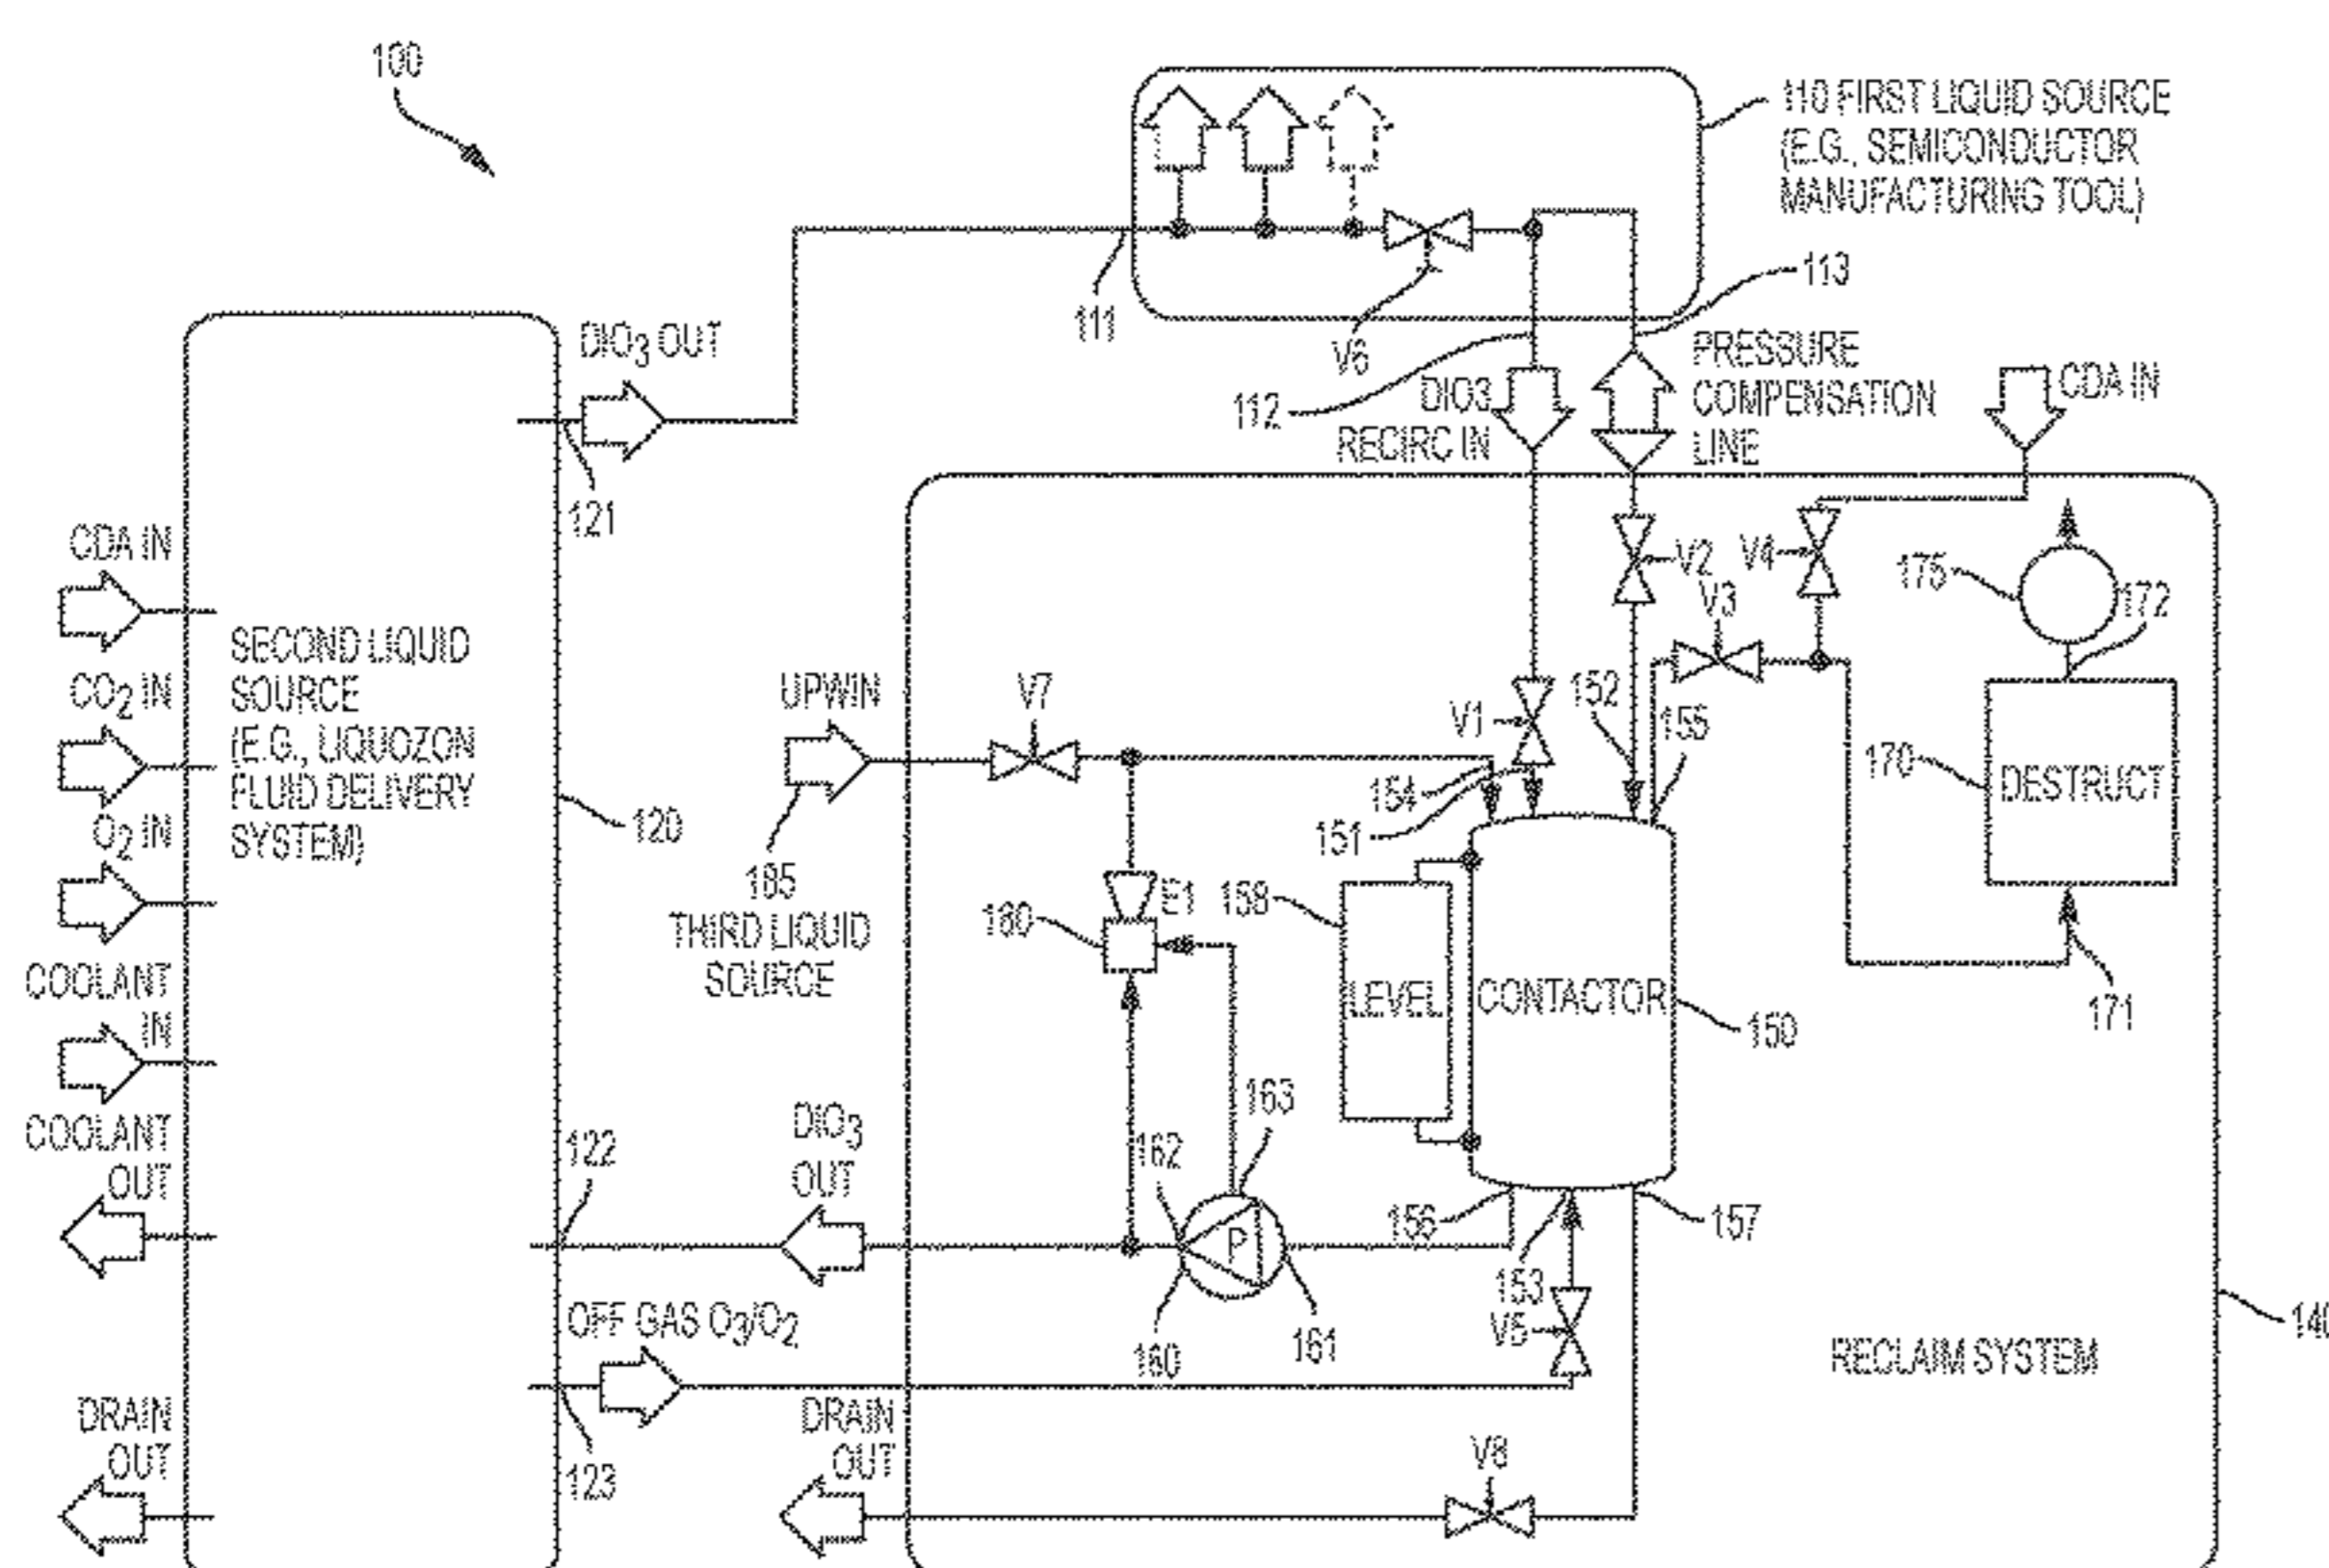 100
110 FIRST LIQUID SOURCE
(E.G., SEMICONDUCTOR
MANUFACTURING TOOL)
111
V6
113
112
DIO3
RECIRC IN
PRESSURE
COMPENSATION
LINE
CDA IN
DIO3 OUT
121
CDA IN
CO2 IN
O2 IN
COOLANT
IN
COOLANT
OUT
DRAIN
OUT
SECOND LIQUID
SOURCE
(E.G., LIQUOZON
FLUID DELIVERY
SYSTEM)
120
UPWIN
V7
185
THIRD LIQUID
SOURCE
V1
V2
V4
V3
175
172
152
155
154
151
170
DESTRUCT
171
180
E1
158
LEVEL
CONTACTOR
150
163
162
P
160
161
156
153
157
V5
122
DIO3
OUT
OFF GAS O3/O2
123
DRAIN
OUT
V8
RECLAIM SYSTEM
140